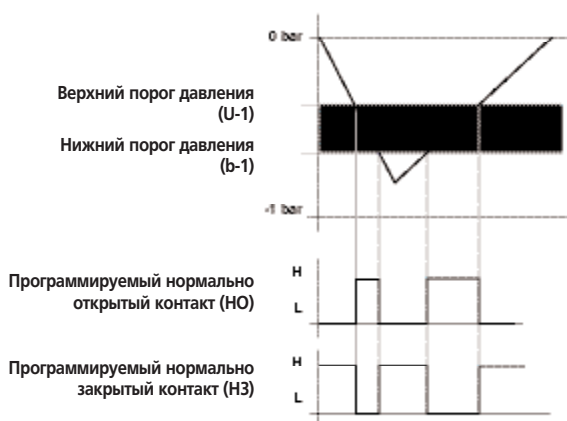 0 bar
Верхний порог давления
(U-1)
Нижний порог давления
(b-1)
-1 bar
Программируемый нормально
открытый контакт (НО)
H
L
Программируемый нормально
закрытый контакт (НЗ)
H
L